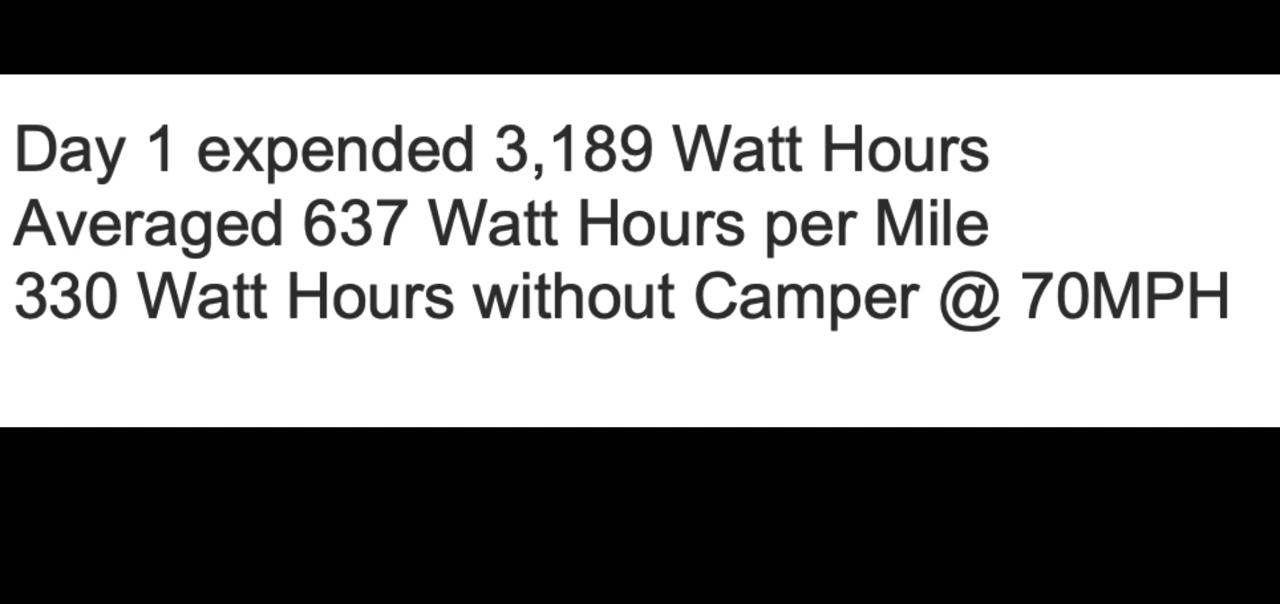 Day 1 expended 3,189 Watt Hours
Averaged 637 Watt Hours per Mile
330 Watt Hours without Camper @ 70MPH